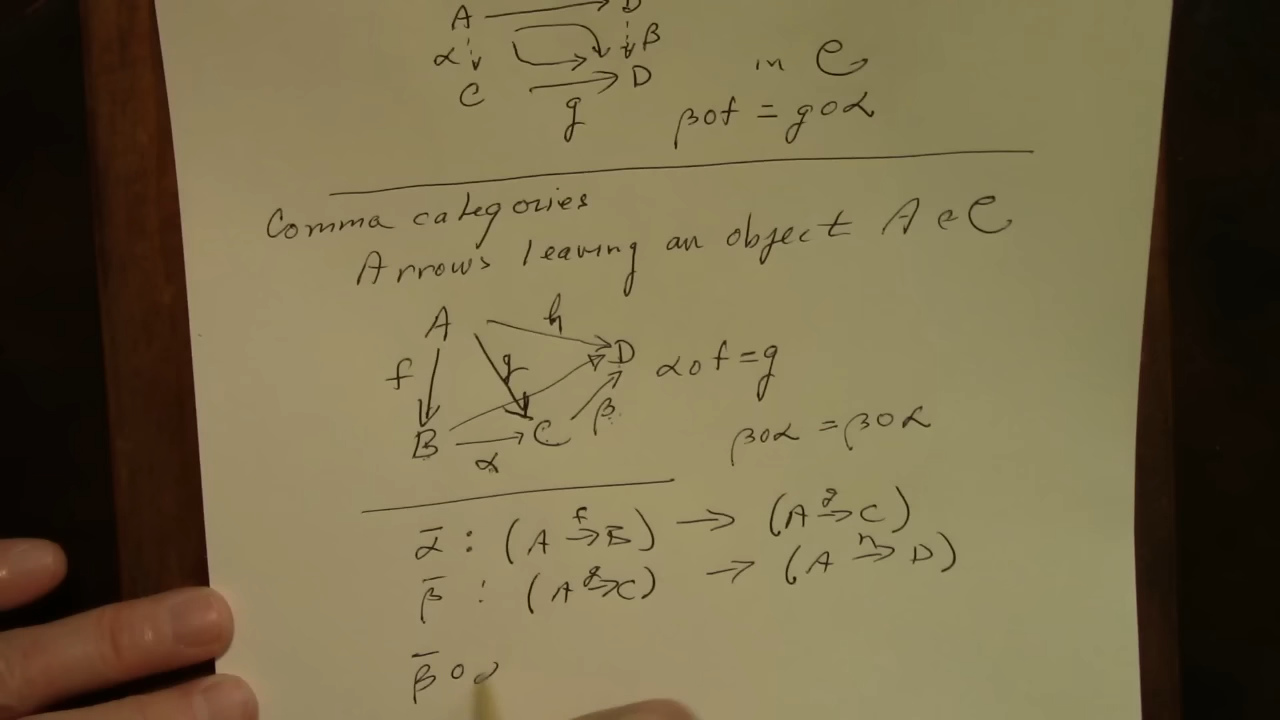 A → D
α β
C → D in C
g β∘f = g∘α
Comma categories
Arrows leaving an object A ∈ C
A h
f g D α∘f = g
B → C β
α β∘α = β∘α
ᾱ : (A →f B) → (A →g C)
β̄ : (A →g C) → (A →h D)
β̄ ∘